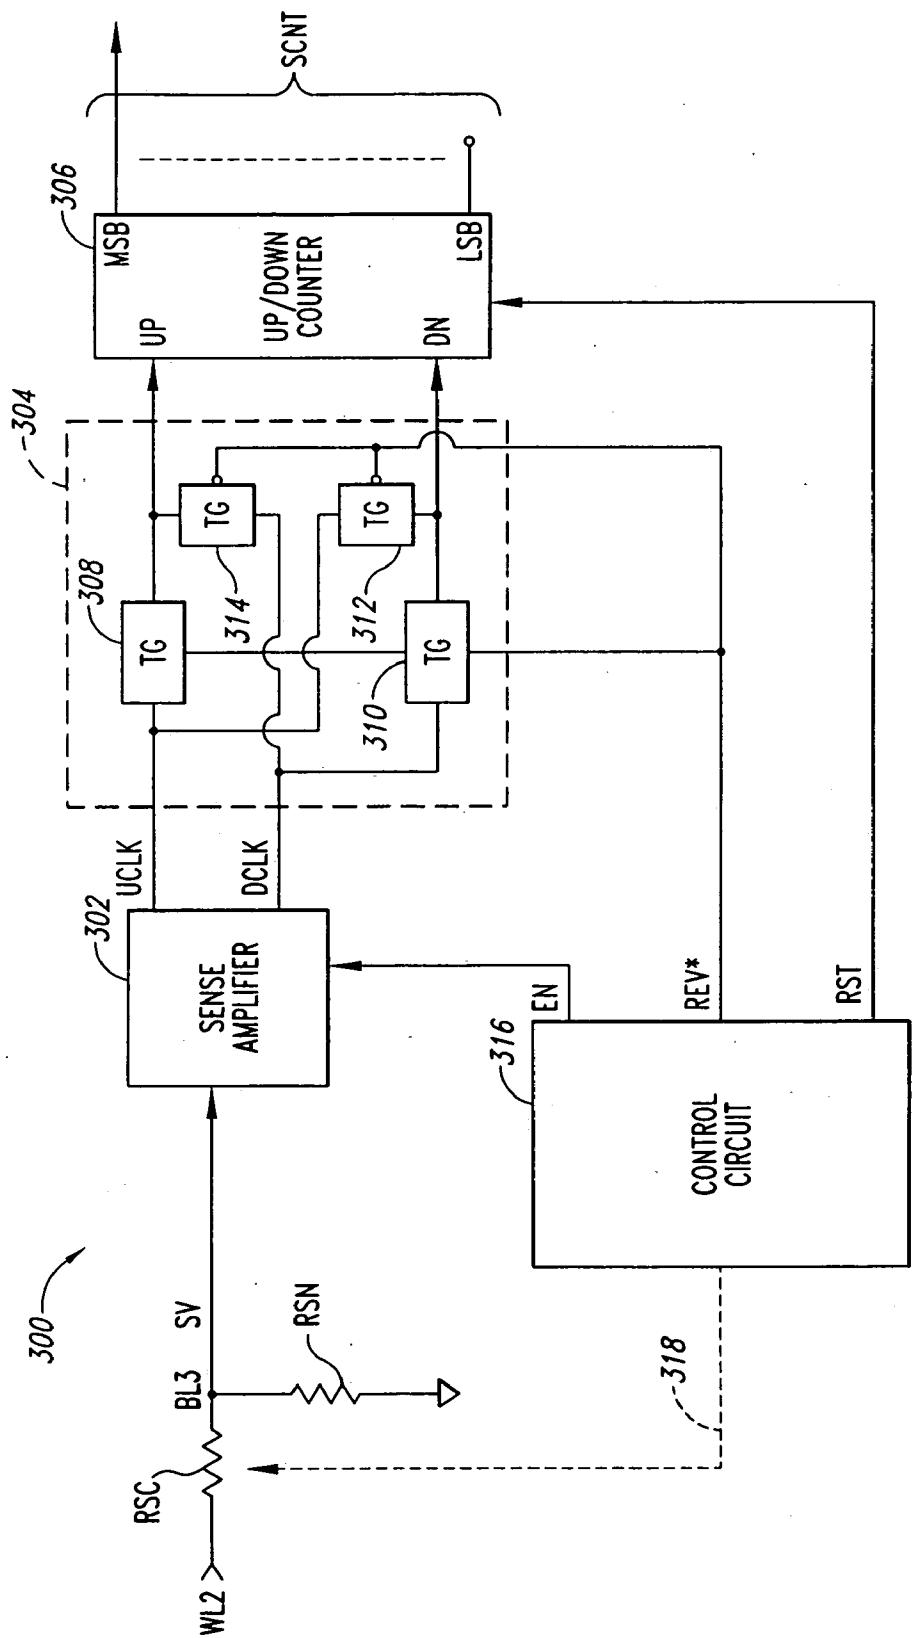 300
WL2
RSC
BL3
SV
RSN
318
302
SENSE
AMPLIFIER
UCLK
DCLK
304
308
TG
314
TG
312
TG
310
TG
306
UP
DN
UP/DOWN
COUNTER
MSB
LSB
SCNT
316
CONTROL
CIRCUIT
EN
REV*
RST